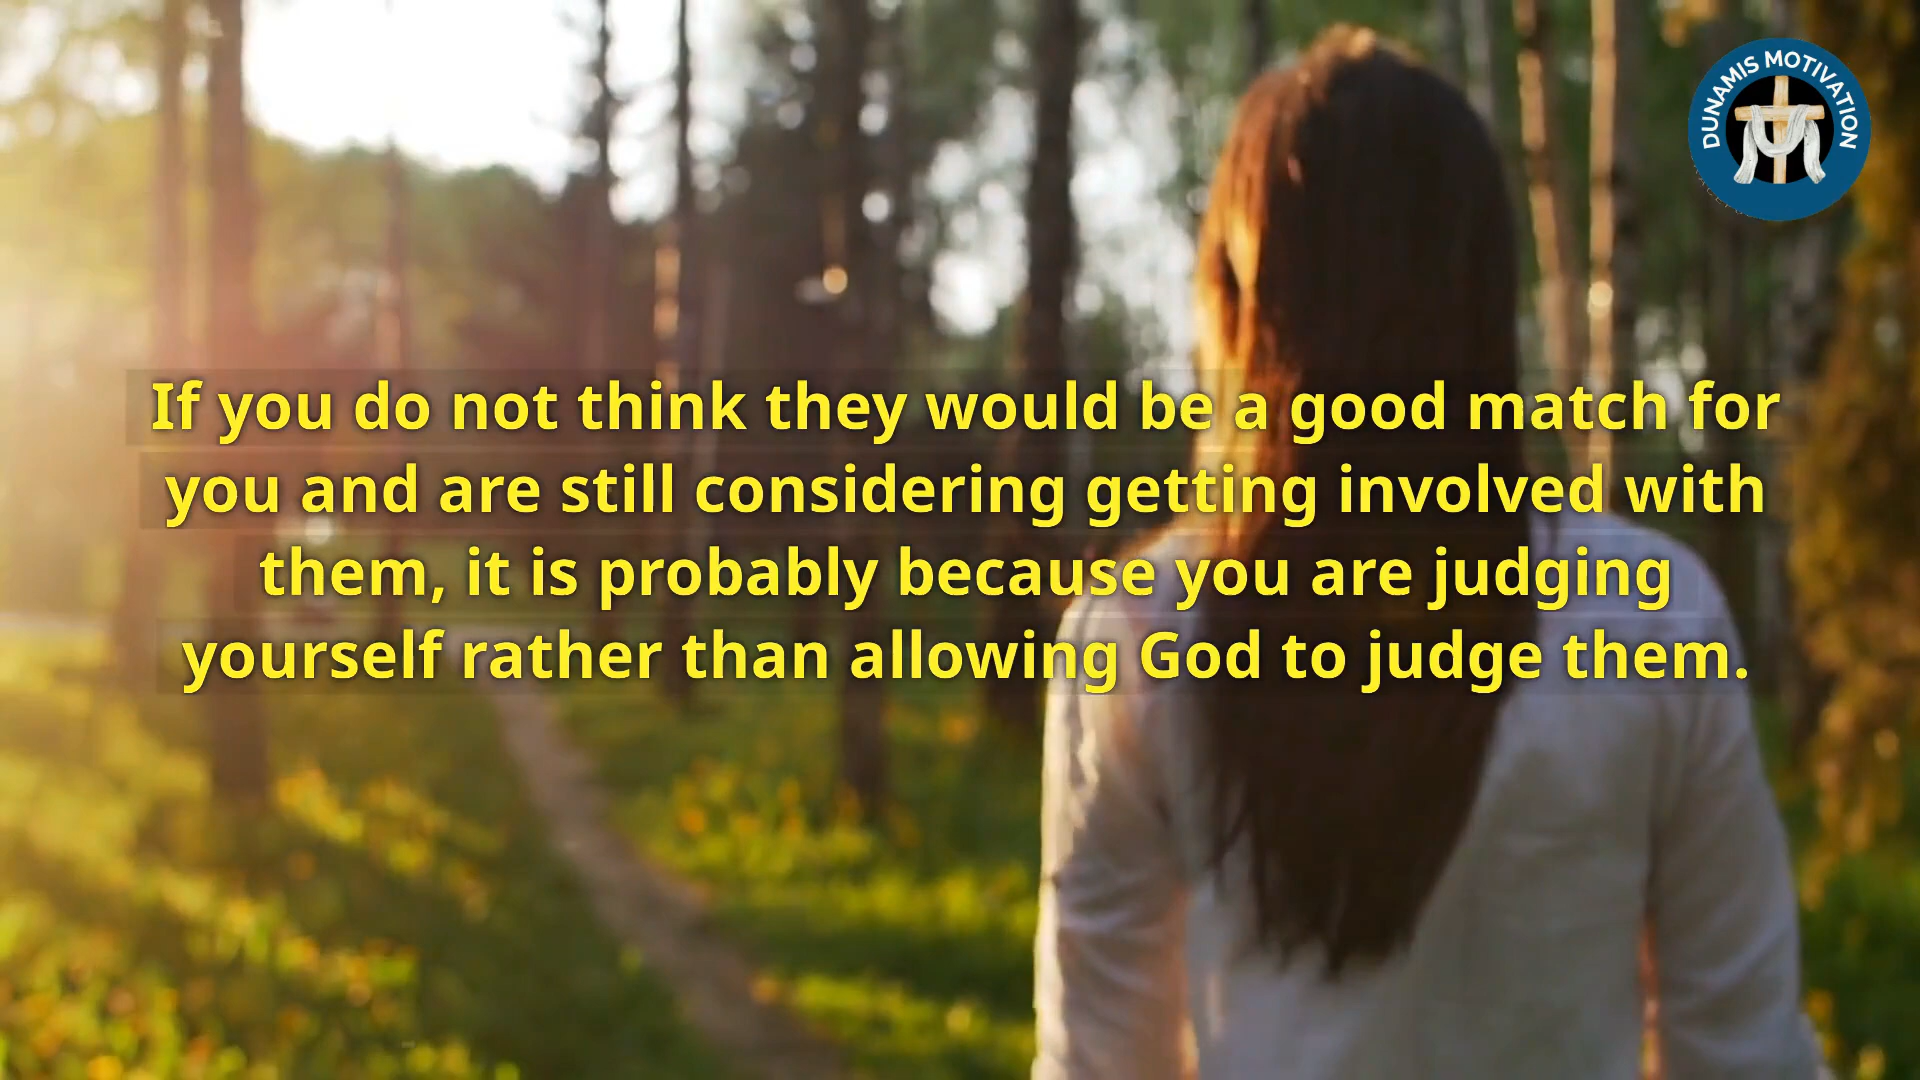 DUNAMIS MOTIVATION
If you do not think they would be a good match for
you and are still considering getting involved with
them, it is probably because you are judging
yourself rather than allowing God to judge them.